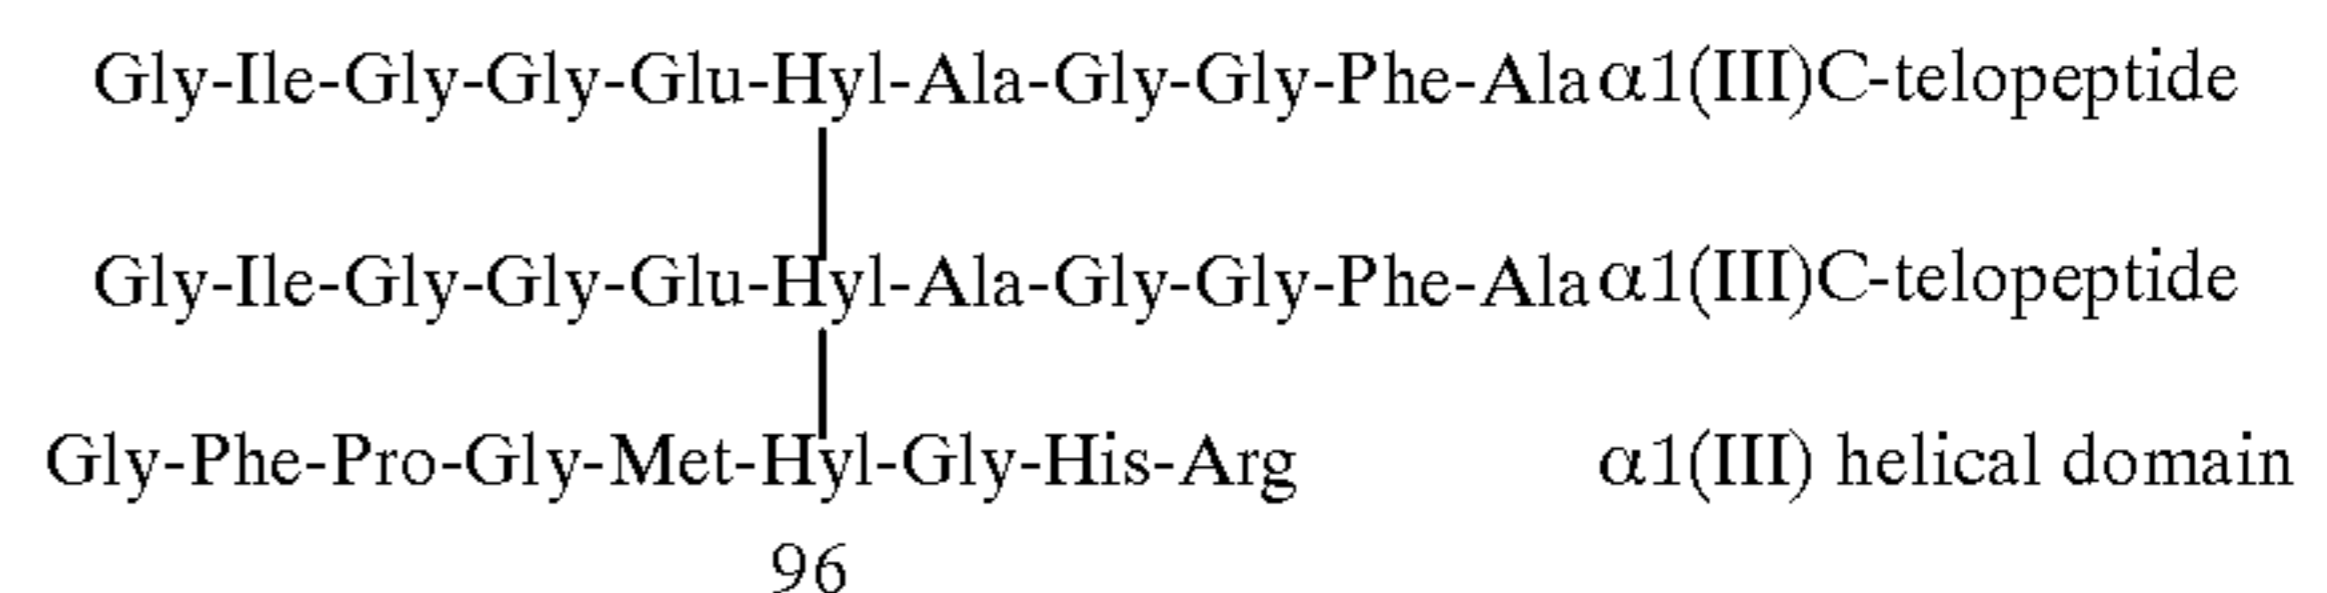 Gly-Ile-Gly-Gly-Glu-Hyl-Ala-Gly-Gly-Phe-Ala α1(III)C-telopeptide
Gly-Ile-Gly-Gly-Glu-Hyl-Ala-Gly-Gly-Phe-Ala α1(III)C-telopeptide
Gly-Phe-Pro-Gly-Met-Hyl-Gly-His-Arg α1(III) helical domain
96